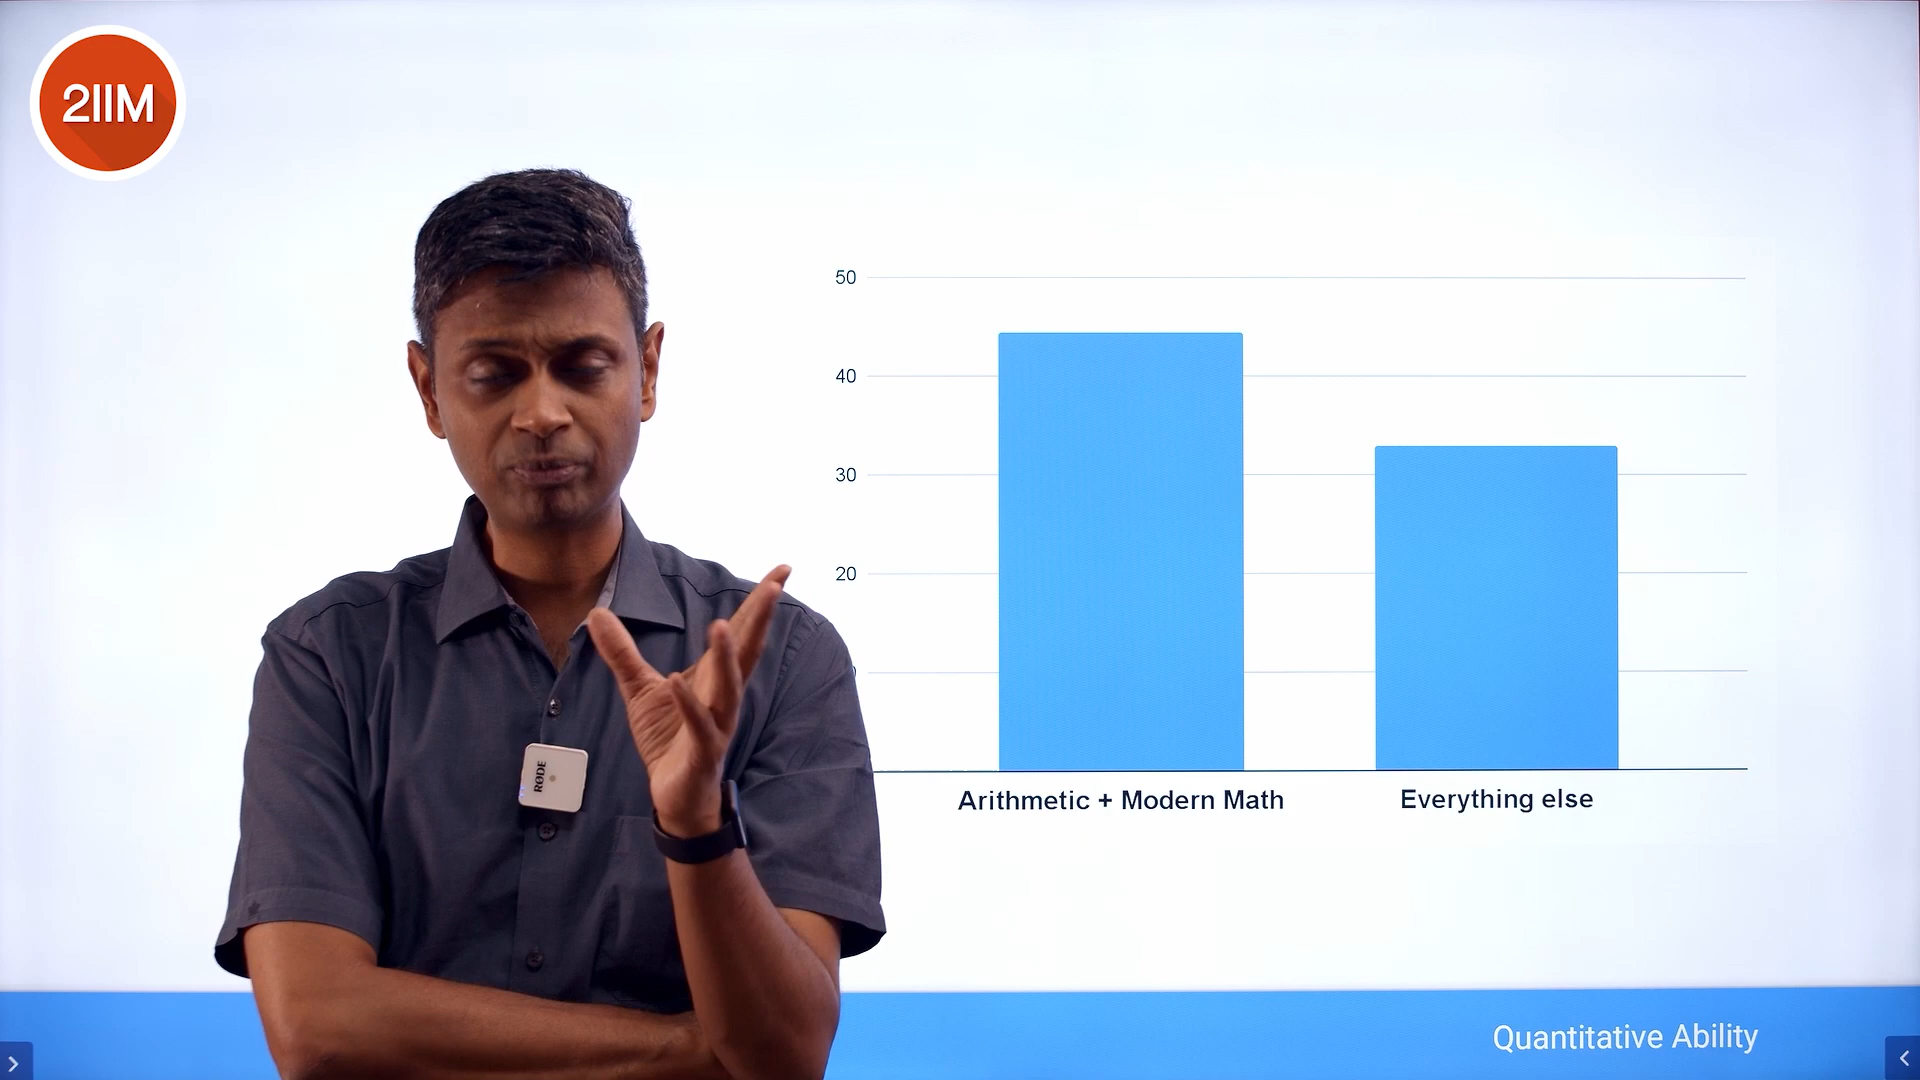 2IIM
50
40
30
20
Arithmetic + Modern Math
Everything else
RØDE
Quantitative Ability